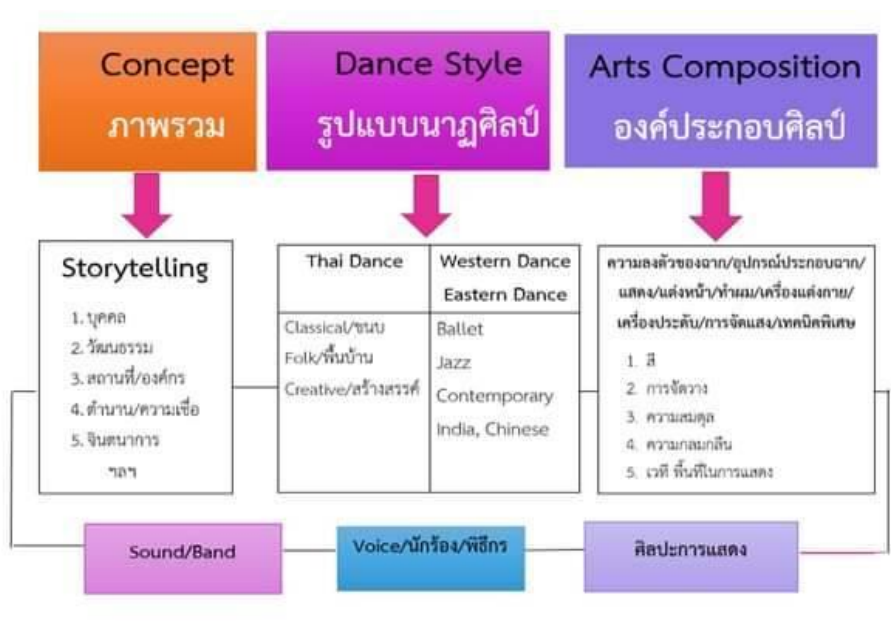 Concept
ภาพรวม
Dance Style
รูปแบบนาฏศิลป์
Arts Composition
องค์ประกอบศิลป์
Storytelling
1. บุคคล
2. วัฒนธรรม
3. สถานที่/องค์กร
4. ตำนาน/ความเชื่อ
5. จินตนาการ
ฯลฯ
Thai Dance
Classical/ขนบ
Folk/พื้นบ้าน
Creative/สร้างสรรค์
Western Dance
Eastern Dance
Ballet
Jazz
Contemporary
India, Chinese
ความลงตัวของฉาก/อุปกรณ์ประกอบฉาก/
แสดง/แต่งหน้า/ทำผม/เครื่องแต่งกาย/
เครื่องประดับ/การจัดแสง/เทคนิคพิเศษ
1. สี
2. การจัดวาง
3. ความสมดุล
4. ความกลมกลืน
5. เวที พื้นที่ในการแสดง
Sound/Band
Voice/นักร้อง/พิธีกร
ศิลปะการแสดง